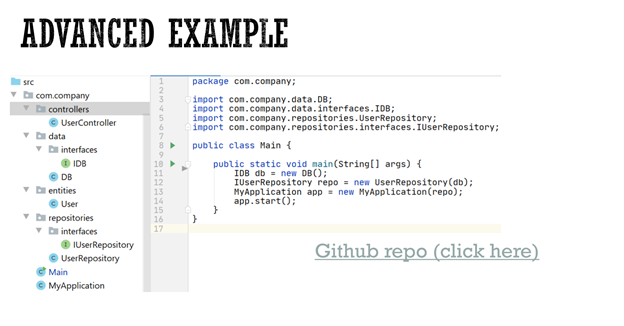 ADVANCED EXAMPLE
src
com.company
controllers
UserController
data
interfaces
IDB
DB
entities
User
repositories
interfaces
IUserRepository
UserRepository
Main
MyApplication
1 package com.company;
2
3 import com.company.data.DB;
4 import com.company.data.interfaces.IDB;
5 import com.company.repositories.UserRepository;
6 import com.company.repositories.interfaces.IUserRepository;
7
8 public class Main {
9
10 public static void main(String[] args) {
11 IDB db = new DB();
12 IUserRepository repo = new UserRepository(db);
13 MyApplication app = new MyApplication(repo);
14 app.start();
15 }
16 }
17
Github repo (click here)